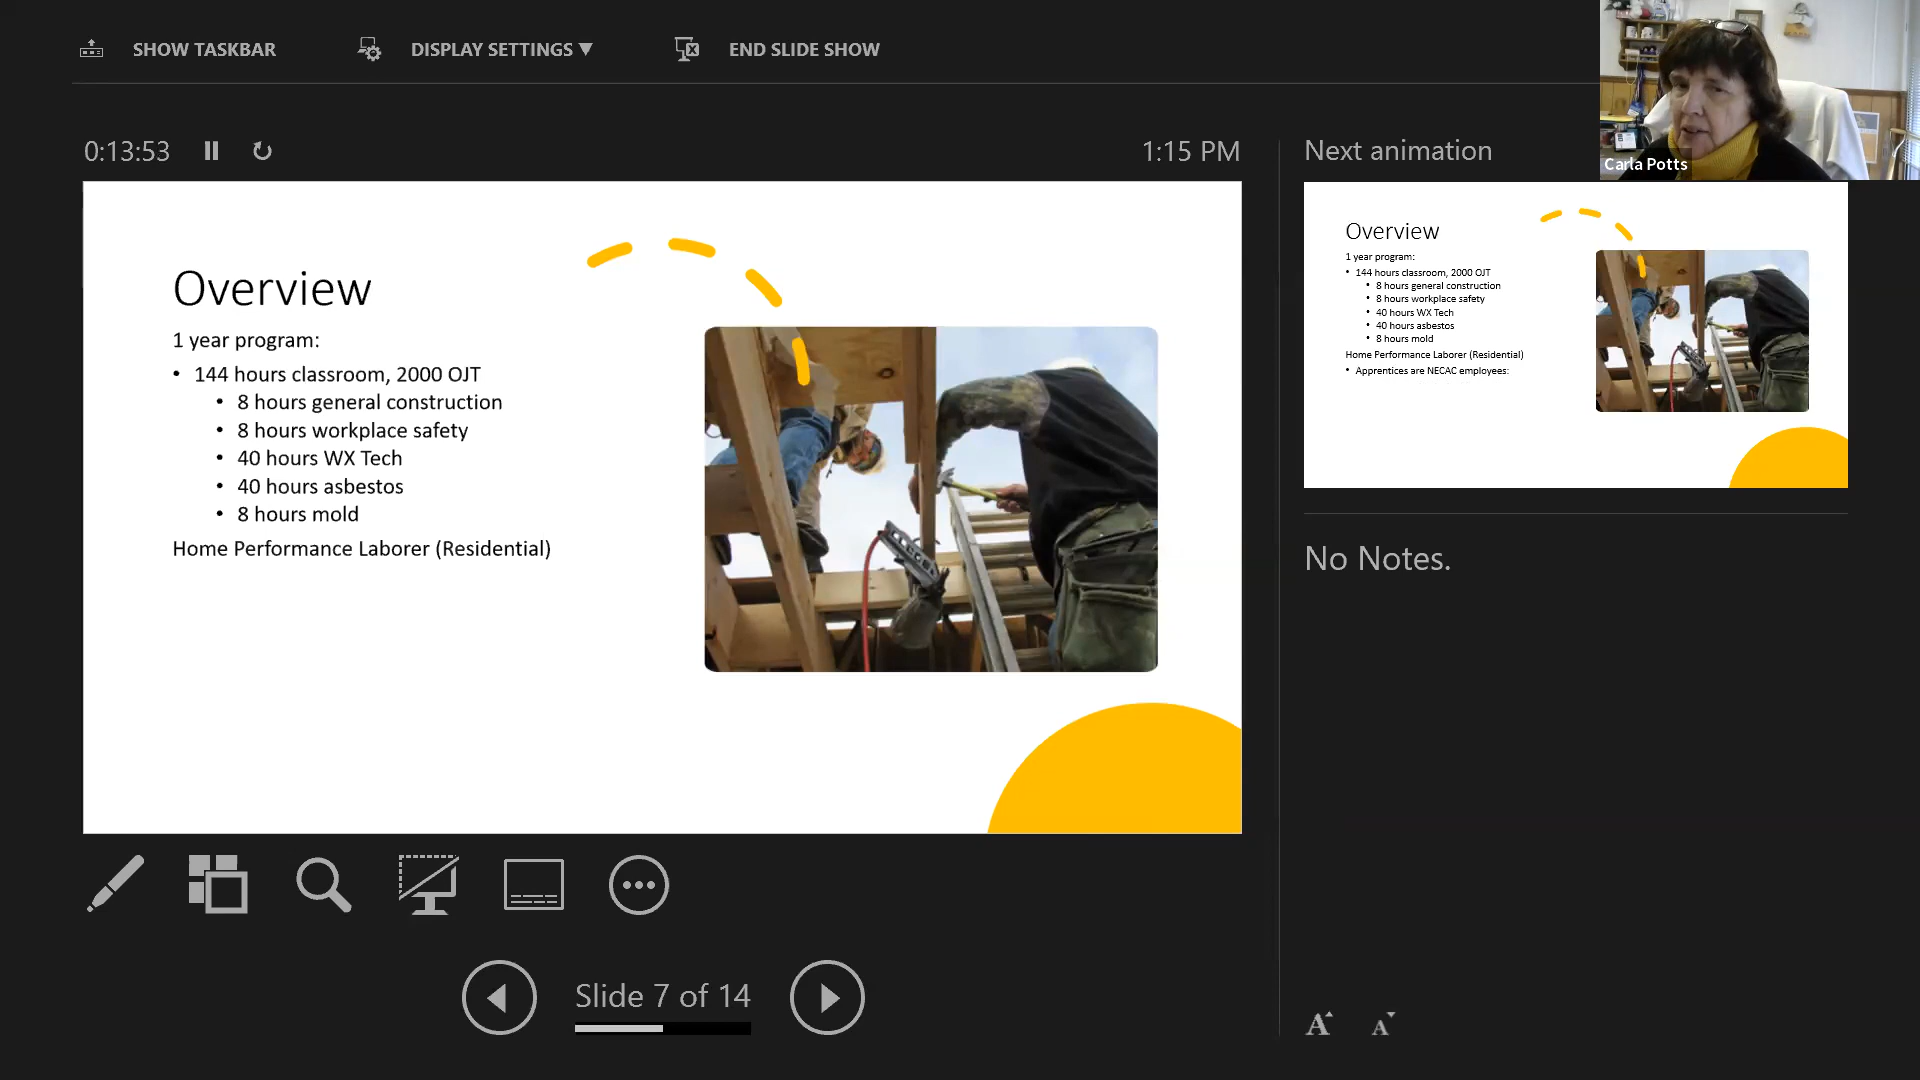 SHOW TASKBAR
DISPLAY SETTINGS ▼
END SLIDE SHOW
Carla Potts
0:13:53
1:15 PM
Overview
1 year program:
• 144 hours classroom, 2000 OJT
• 8 hours general construction
• 8 hours workplace safety
• 40 hours WX Tech
• 40 hours asbestos
• 8 hours mold
Home Performance Laborer (Residential)
Slide 7 of 14
Next animation
Overview
1 year program:
• 144 hours classroom, 2000 OJT
• 8 hours general construction
• 8 hours workplace safety
• 40 hours WX Tech
• 40 hours asbestos
• 8 hours mold
Home Performance Laborer (Residential)
• Apprentices are NECAC employees:
No Notes.
A A